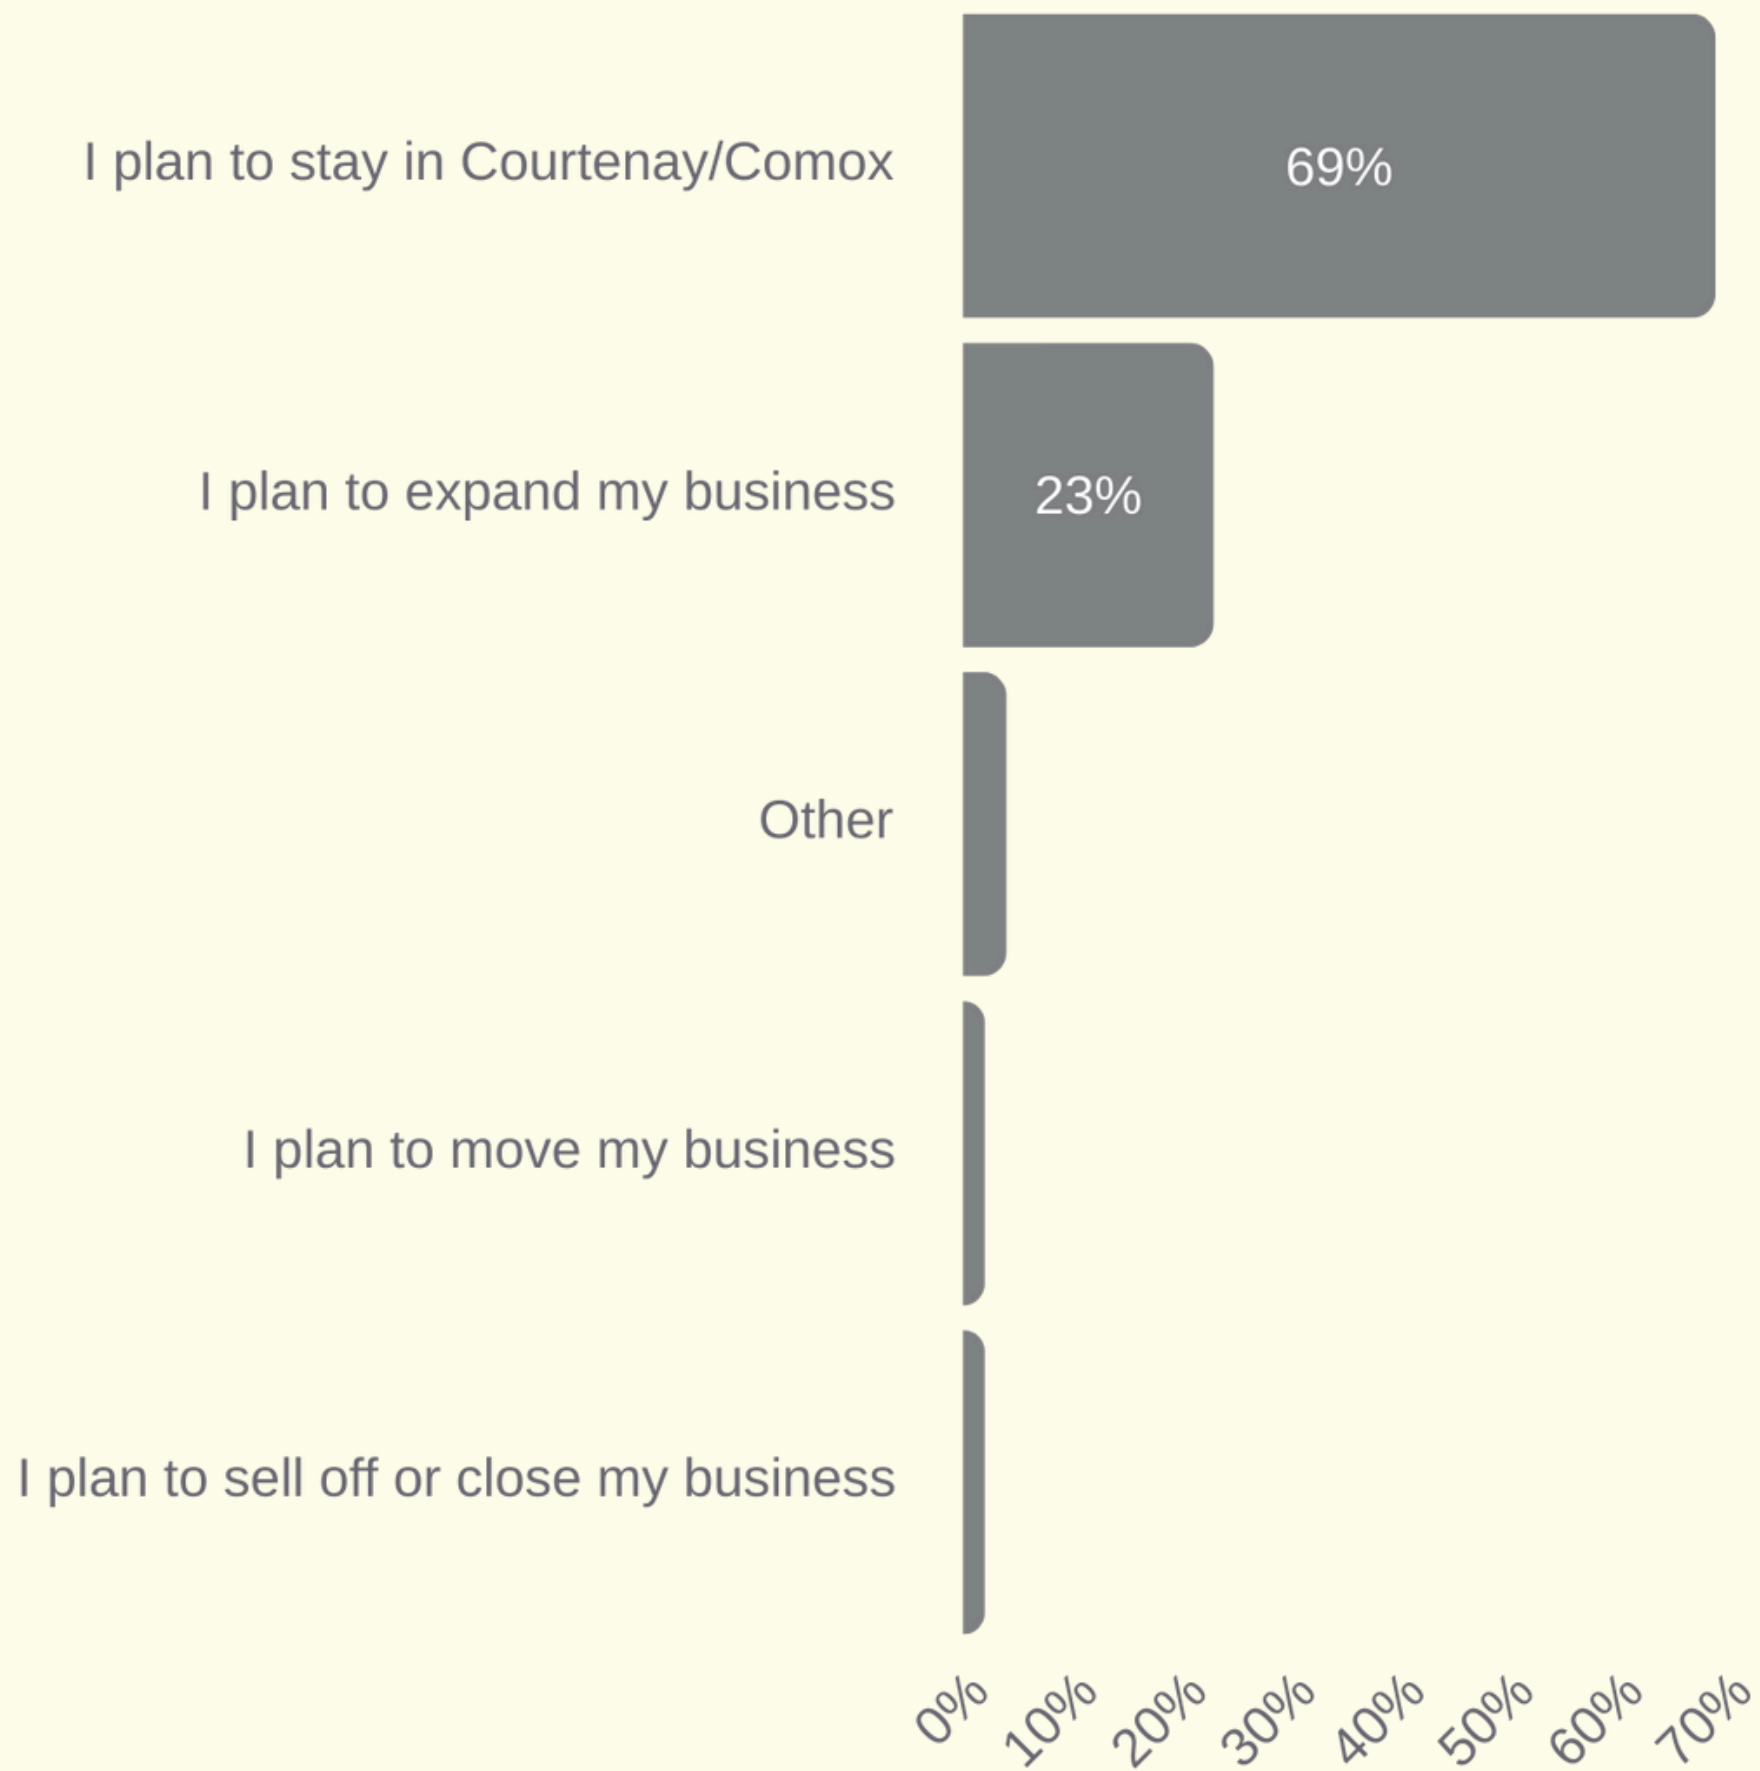 I plan to stay in Courtenay/Comox
69%
I plan to expand my business
23%
Other
I plan to move my business
I plan to sell off or close my business
0% 10% 20% 30% 40% 50% 60% 70%